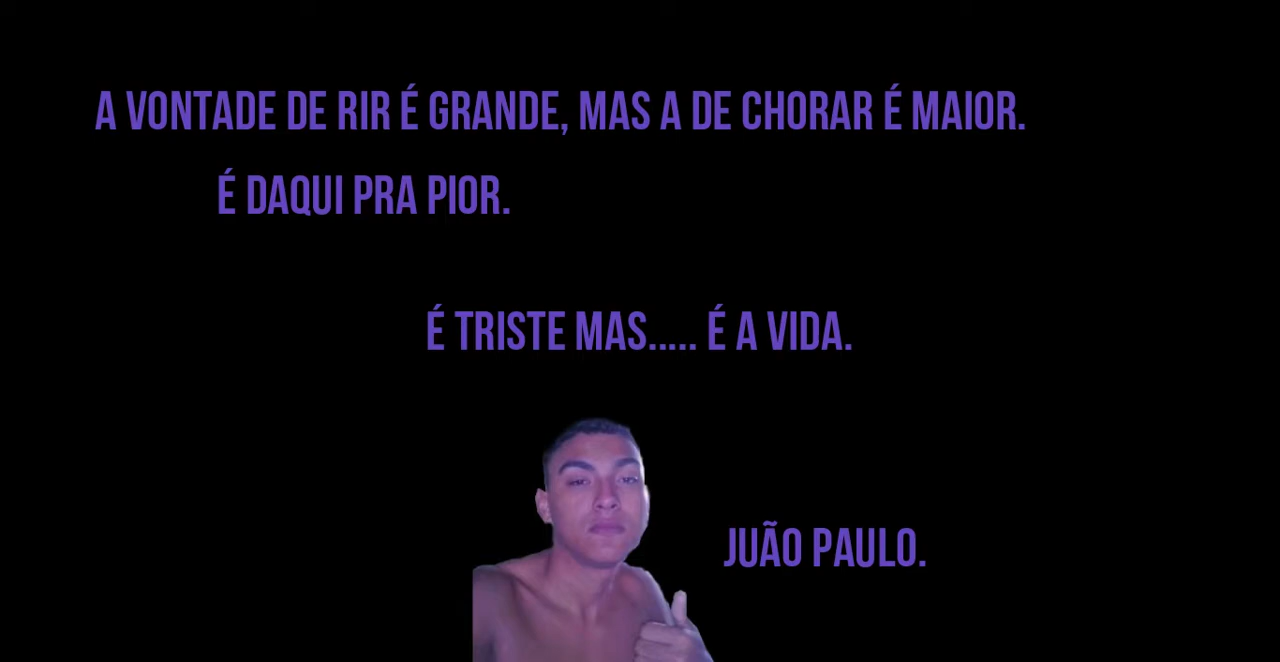 A VONTADE DE RIR É GRANDE, MAS A DE CHORAR É MAIOR.
É DAQUI PRA PIOR.
É TRISTE MAS..... É A VIDA.
JUÃO PAULO.